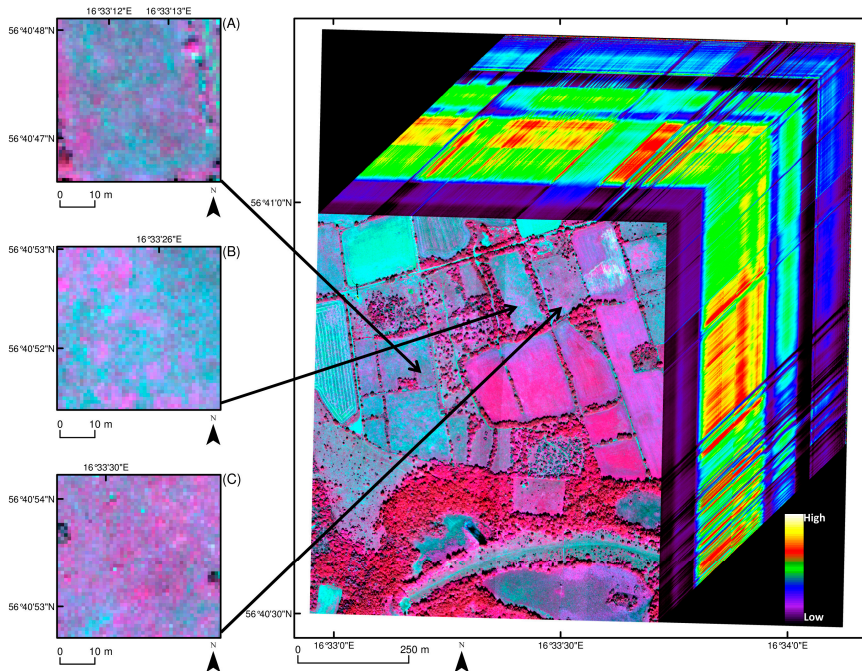 16°33'12"E 16°33'13"E
(A)
56°40'48"N
56°40'47"N
0 10 m
N
16°33'26"E
(B)
56°40'53"N
56°40'52"N
0 10 m
N
16°33'30"E
(C)
56°40'54"N
56°40'53"N
0 10 m
N
56°41'0"N
56°40'30"N
High
Low
16°33'0"E 16°33'30"E 16°34'0"E
0 250 m
N